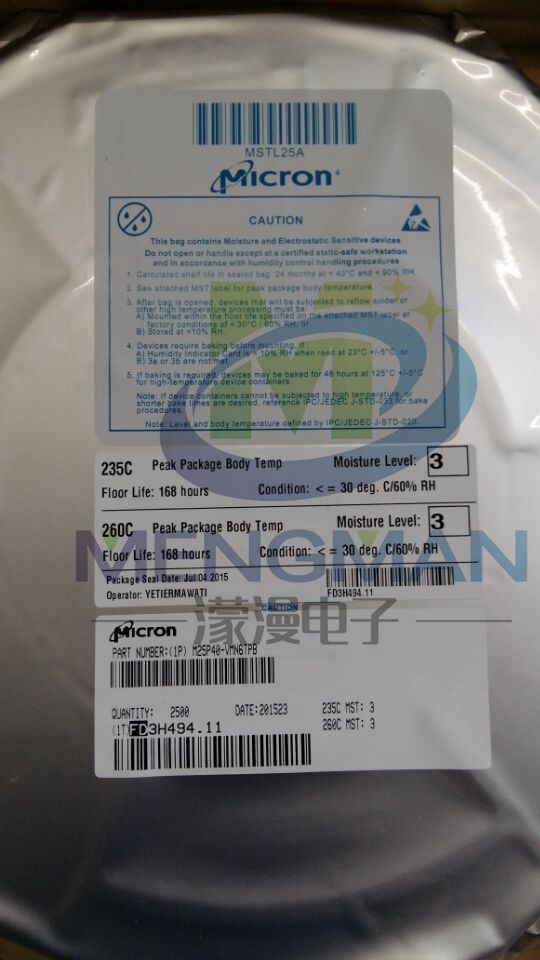 MSTL25A
Micron®
CAUTION
This bag contains Moisture and Electrostatic Sensitive devices
Do not open or handle except at a certified static-safe workstation
and in accordance with humidity control handling procedures
1. Calculated shelf life in sealed bag: 24 months at < 40°C and < 90% RH.
2. See attached MST label for peak package body temperature.
3. After bag is opened, devices that will be subjected to reflow solder or
other high temperature processing must be:
A) Mounted within the floor life specified on the attached MST label at
factory conditions of < 30°C / 60% RH, or
B) Stored at <10% RH.
4. Devices require baking before mounting, if :
A) Humidity Indicator Card is > 10% RH when read at 23°C +/-5°C, or
B) 3a or 3b are not met.
5. If baking is required, devices may be baked for 48 hours at 125°C +/-5°C
for high-temperature device containers.
Note: If device containers cannot be subjected to high temperature, or
shorter bake times are desired, reference IPC/JEDEC J-STD-033 for bake
procedures.
Note: Level and body temperature defined by IPC/JEDEC J-STD-020
235C Peak Package Body Temp Moisture Level: 3
Floor Life: 168 hours Condition: < = 30 deg. C/60% RH
260C Peak Package Body Temp Moisture Level: 3
MENGMAN
Floor Life: 168 hours Condition: < = 30 deg. C/60% RH
Package Seal Date: Jul 04 2015
Operator: YETIERMAWATI FD3H494.11
CAUTION
濛漫电子
Micron
PART NUMBER:(1P) M25P40-VMN6TPB
QUANTITY: 2500 DATE:201523 235C MST: 3
(1T)FD3H494.11 260C MST: 3